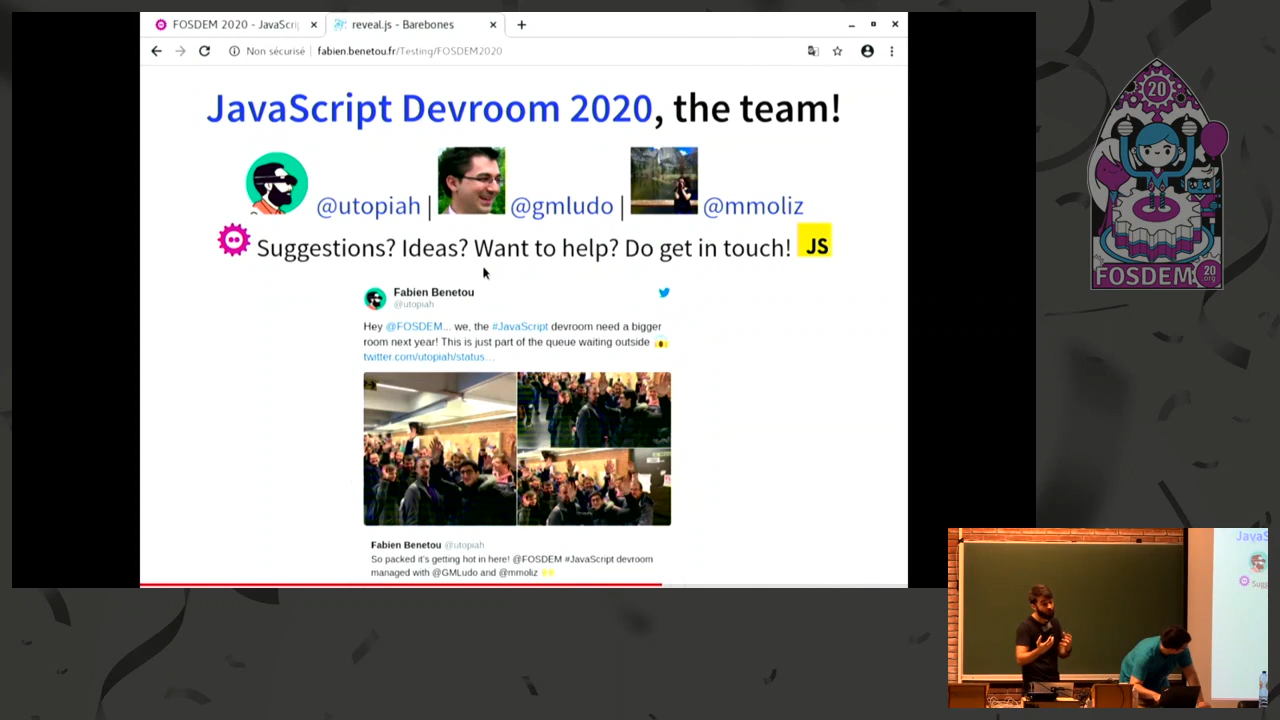 FOSDEM 2020 - JavaScri
reveal.js - Barebones
Non sécurisé
fabien.benetou.fr/Testing/FOSDEM2020
JavaScript Devroom 2020, the team!
@utopiah | @gmludo | @mmoliz
Suggestions? Ideas? Want to help? Do get in touch! JS
Fabien Benetou
@utopiah
Hey @FOSDEM... we, the #JavaScript devroom need a bigger
room next year! This is just part of the queue waiting outside 😱
twitter.com/utopiah/status…
Fabien Benetou @utopiah
So packed it's getting hot in here! @FOSDEM #JavaScript devroom
managed with @GMLudo and @mmoliz
20
FOSDEM 20
.org
JavaS
Sugg